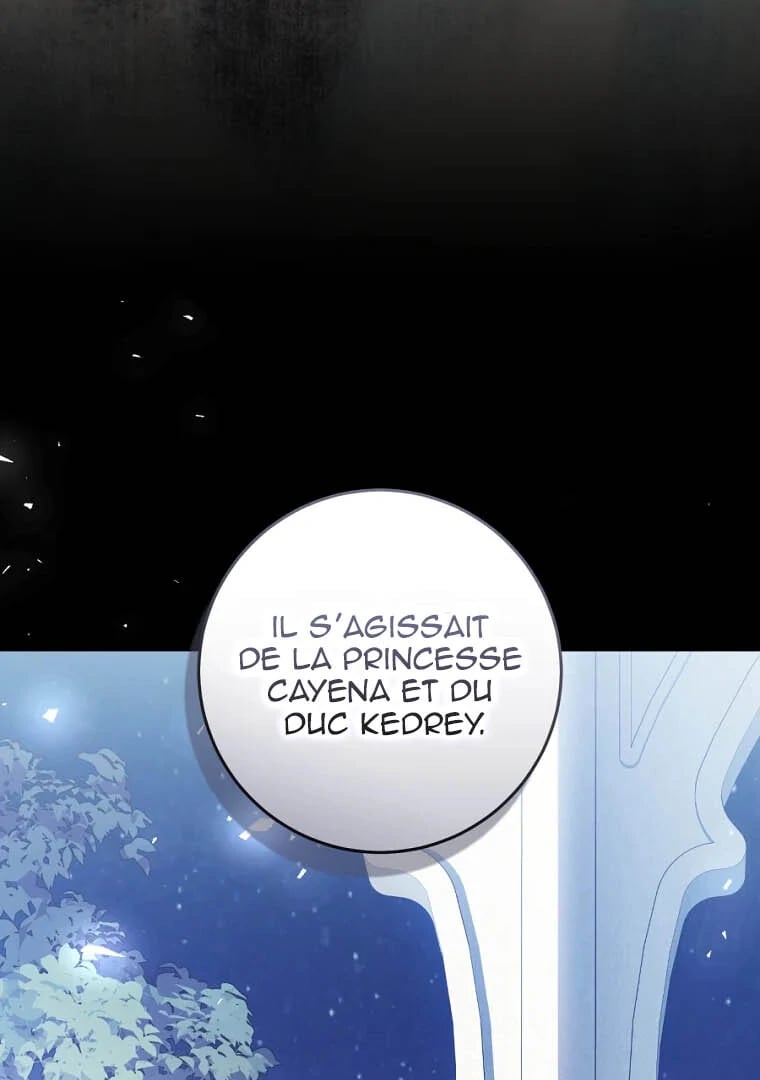 IL S'AGISSAIT
DE LA PRINCESSE
CAYENA ET DU
DUC KEDREY.